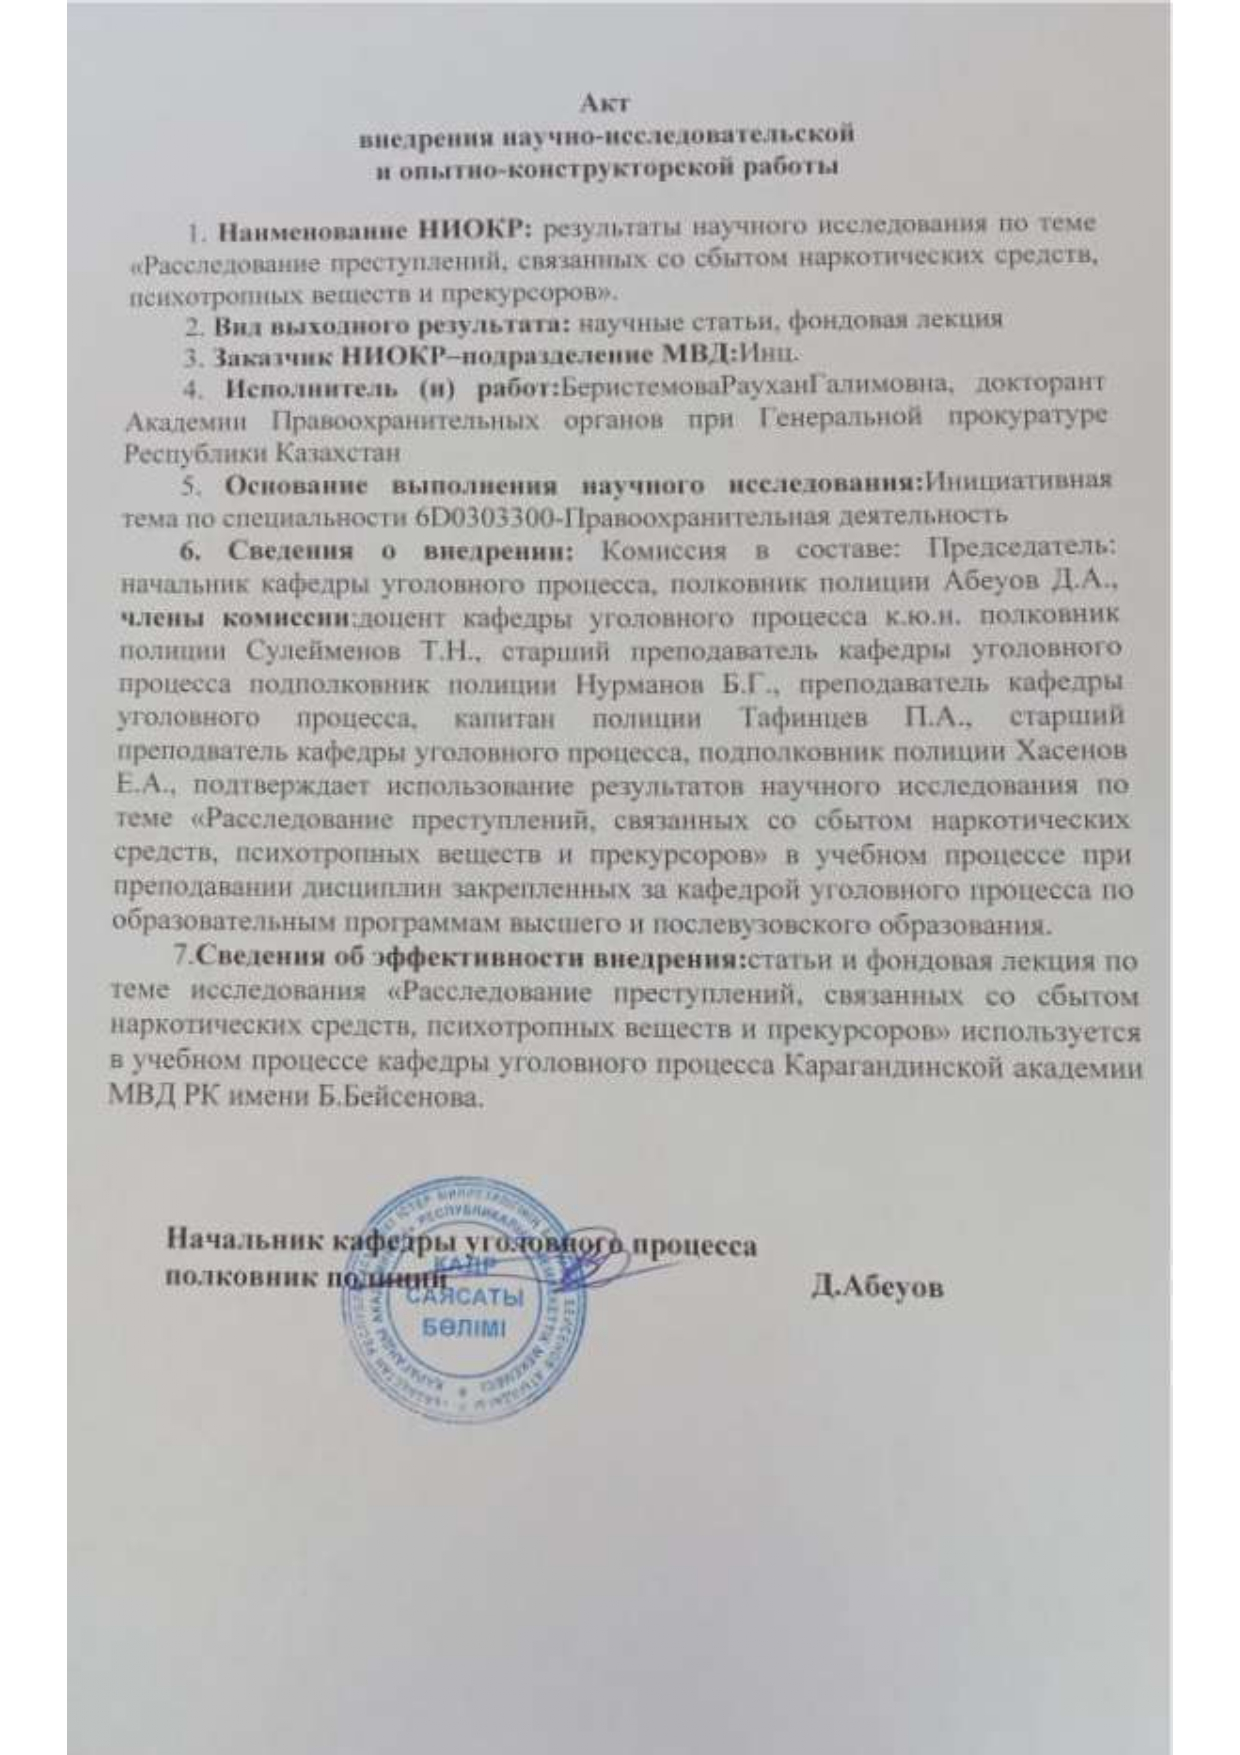 Акт
внедрения научно-исследовательской
и опытно-конструкторской работы
1. Наименование НИОКР: результаты научного исследования по теме
«Расследование преступлений, связанных со сбытом наркотических средств,
психотропных веществ и прекурсоров».
2. Вид выходного результата: научные статьи, фондовая лекция
3. Заказчик НИОКР–подразделение МВД:Иниц.
4. Исполнитель (и) работ:БеристемоваРауханГалимовна, докторант
Академии Правоохранительных органов при Генеральной прокуратуре
Республики Казахстан
5. Основание выполнения научного исследования:Инициативная
тема по специальности 6D0303300-Правоохранительная деятельность
6. Сведения о внедрении: Комиссия в составе: Председатель:
начальник кафедры уголовного процесса, полковник полиции Абеуов Д.А.,
члены комиссии:доцент кафедры уголовного процесса к.ю.н. полковник
полиции Сулейменов Т.Н., старший преподаватель кафедры уголовного
процесса подполковник полиции Нурманов Б.Г., преподаватель кафедры
уголовного процесса, капитан полиции Тафинцев П.А., старший
преподватель кафедры уголовного процесса, подполковник полиции Хасенов
Е.А., подтверждает использование результатов научного исследования по
теме «Расследование преступлений, связанных со сбытом наркотических
средств, психотропных веществ и прекурсоров» в учебном процессе при
преподавании дисциплин закрепленных за кафедрой уголовного процесса по
образовательным программам высшего и послевузовского образования.
7.Сведения об эффективности внедрения:статьи и фондовая лекция по
теме исследования «Расследование преступлений, связанных со сбытом
наркотических средств, психотропных веществ и прекурсоров» используется
в учебном процессе кафедры уголовного процесса Карагандинской академии
МВД РК имени Б.Бейсенова.
Начальник кафедры уголовного процесса
полковник полиции
Д.Абеуов
КАДР
САЯСАТЫ
БӨЛІМІ